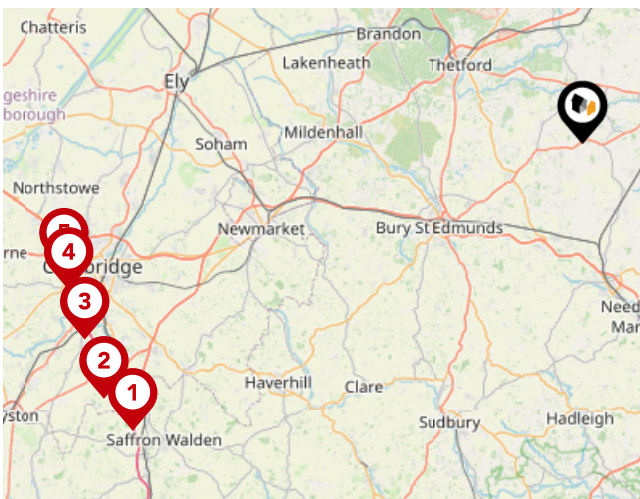 Chatteris
Brandon
Lakenheath
Thetford
Ely
geshire
borough
Soham
Mildenhall
Northstowe
Newmarket
Bury St Edmunds
4
rne
bridge
3
Need
Mar
2
1
Haverhill
Clare
yston
Saffron Walden
Sudbury
Hadleigh